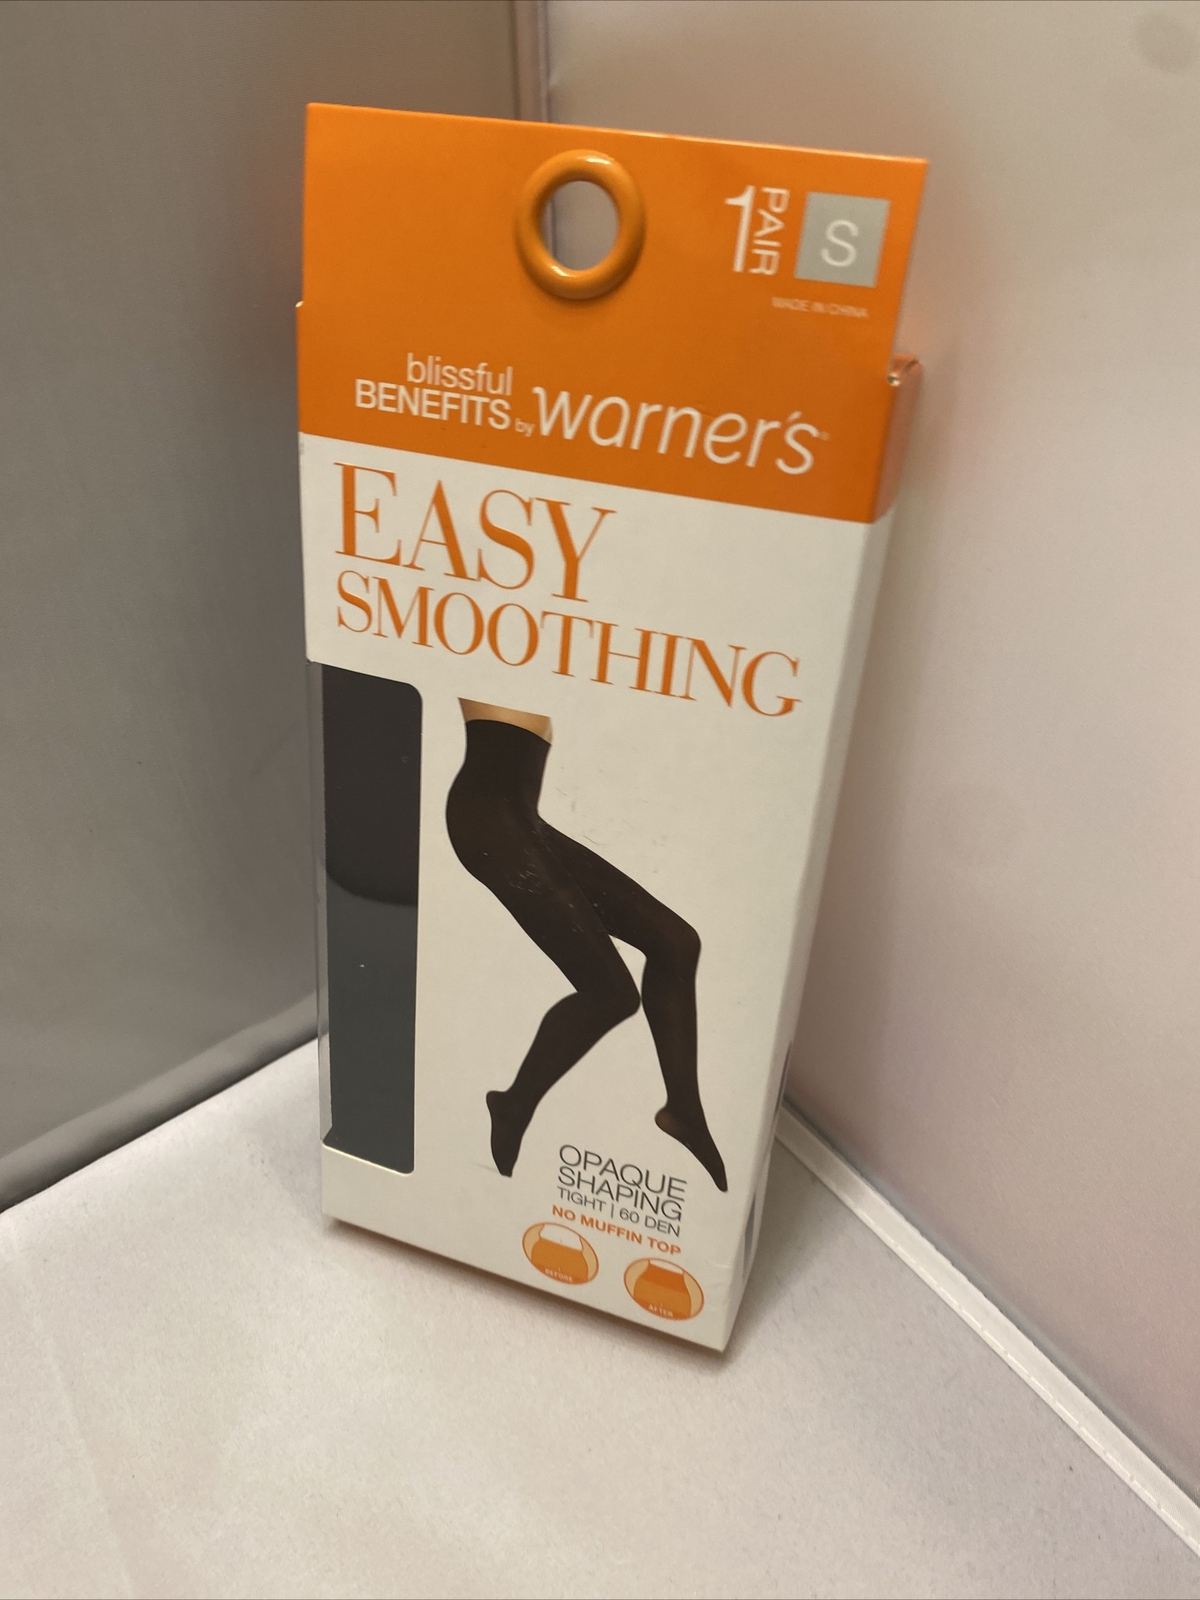 1 PAIR
S
MADE IN CHINA
blissful
BENEFITS by warner's
EASY
SMOOTHING
OPAQUE
SHAPING
TIGHT | 60 DEN
NO MUFFIN TOP
BEFORE
AFTER